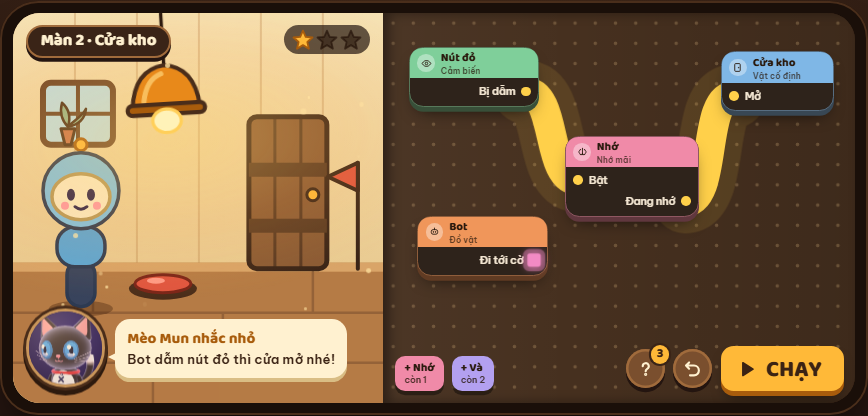 Màn 2 · Cửa kho
Mèo Mun nhắc nhỏ
Bot dẫm nút đỏ thì cửa mở nhé!
Nút đỏ
Cảm biến
Bị dẫm
Cửa kho
Vật cố định
Mở
Nhớ
Nhớ mãi
Bật
Đang nhớ
Bot
Đồ vật
Đi tới cờ
+ Nhớ
còn 1
+ Và
còn 2
?
3
CHẠY